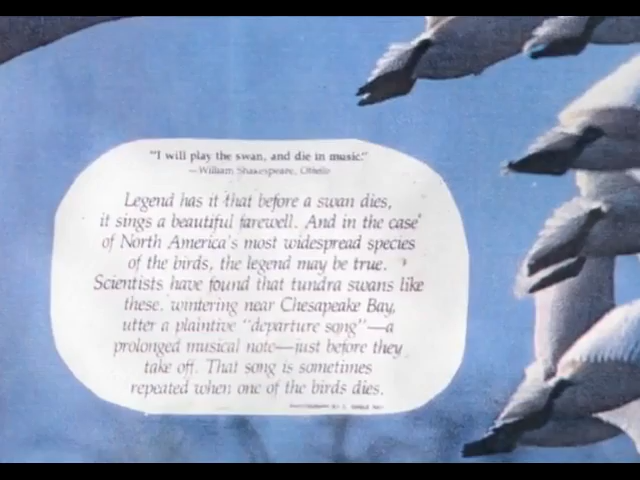 "I will play the swan, and die in music."
—William Shakespeare, Othello
Legend has it that before a swan dies,
it sings a beautiful farewell. And in the case
of North America's most widespread species
of the birds, the legend may be true.
Scientists have found that tundra swans like
these, wintering near Chesapeake Bay,
utter a plaintive "departure song"—a
prolonged musical note—just before they
take off. That song is sometimes
repeated when one of the birds dies.
PHOTOGRAPH BY